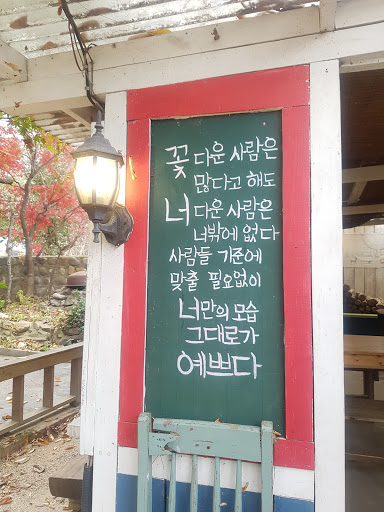 꽃다운 사람은
많다고 해도
너다운 사람은
너밖에 없다
사람들 기준에
맞출 필요없이
너만의 모습
그대로가
예쁘다